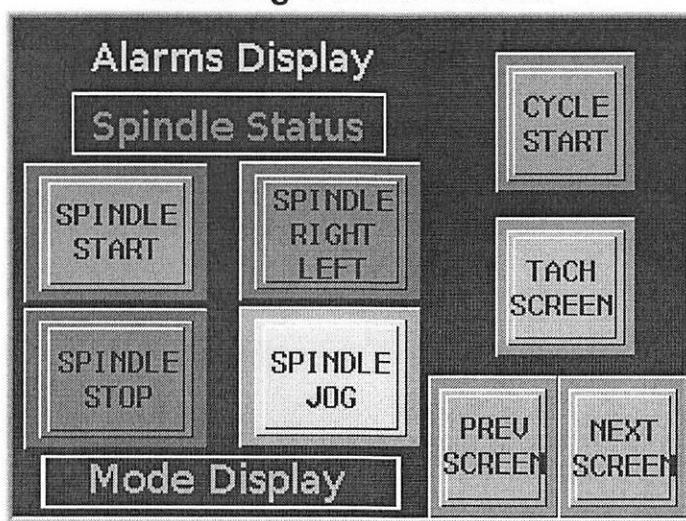 Alarms Display
Spindle Status
CYCLE
START
SPINDLE
START
SPINDLE
RIGHT
LEFT
TACH
SCREEN
SPINDLE
STOP
SPINDLE
JOG
PREV
SCREEN
NEXT
SCREEN
Mode Display